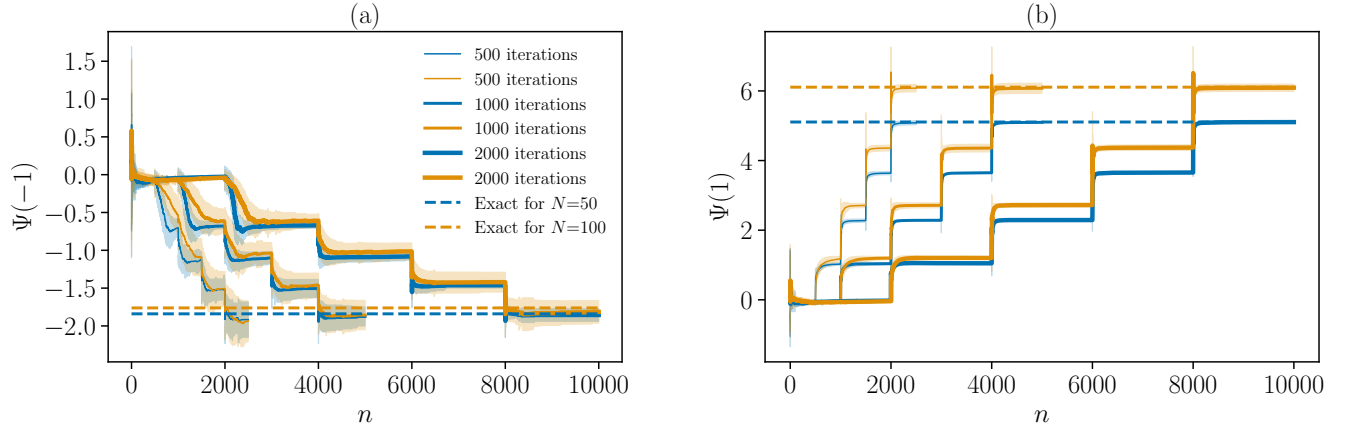 (a)
1.5
1.0
0.5
0.0
−0.5
−1.0
−1.5
−2.0
Ψ(−1)
500 iterations
500 iterations
1000 iterations
1000 iterations
2000 iterations
2000 iterations
Exact for N=50
Exact for N=100
0 2000 4000 6000 8000 10000
n
(b)
6
4
2
0
Ψ(1)
0 2000 4000 6000 8000 10000
n